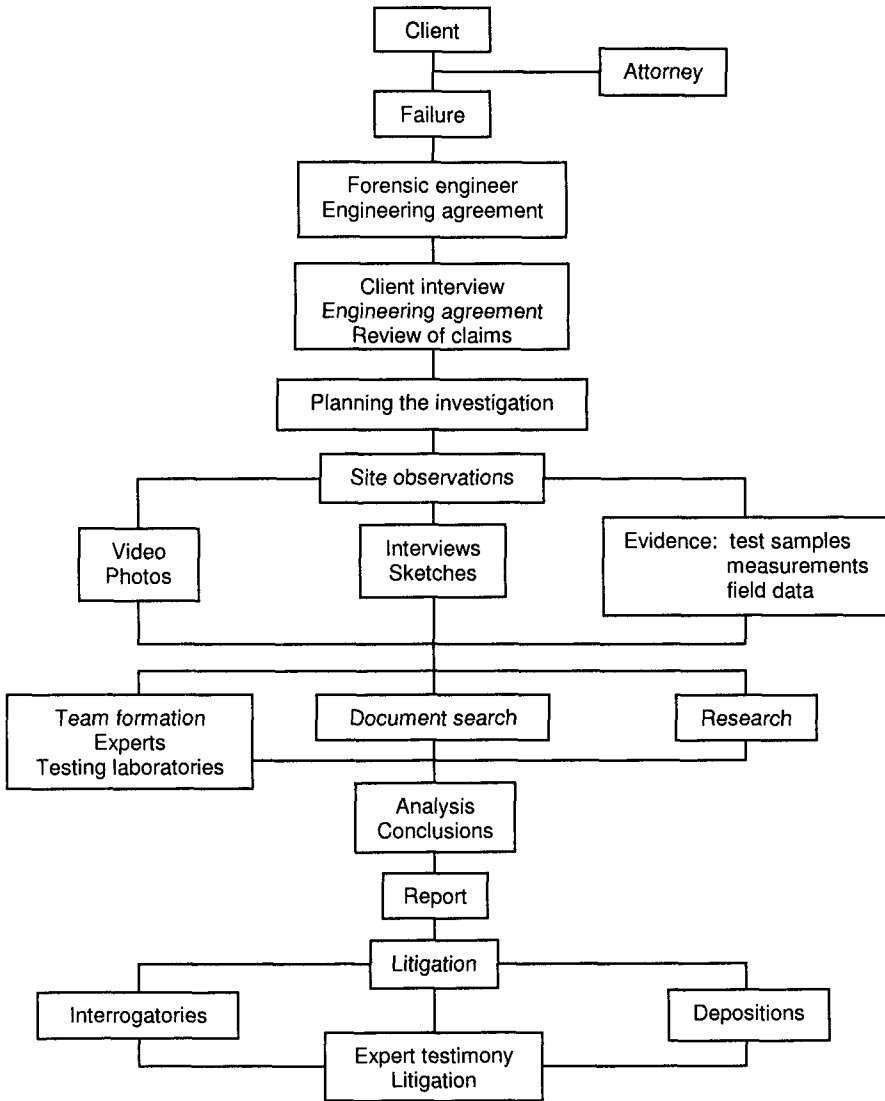 Client
Attorney
Failure
Forensic engineer
Engineering agreement
Client interview
Engineering agreement
Review of claims
Planning the investigation
Site observations
Video
Photos
Interviews
Sketches
Evidence: test samples
measurements
field data
Team formation
Experts
Testing laboratories
Document search
Research
Analysis
Conclusions
Report
Litigation
Interrogatories
Depositions
Expert testimony
Litigation